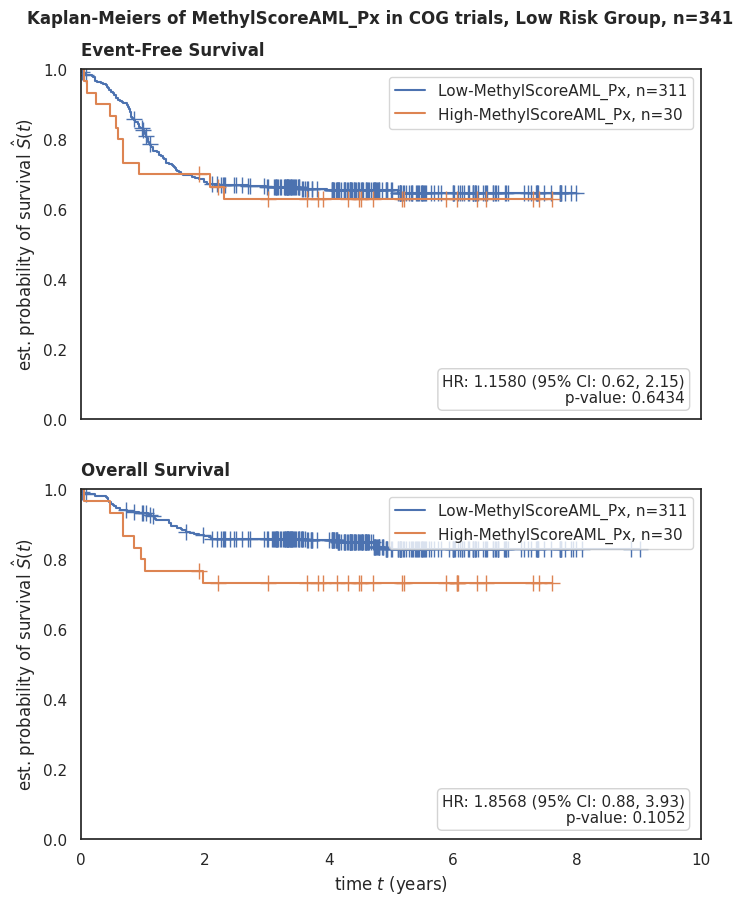 Kaplan-Meiers of MethylScoreAML_Px in COG trials, Low Risk Group, n=341
Event-Free Survival
est. probability of survival Ŝ(t)
1.0
0.8
0.6
0.4
0.2
0.0
Low-MethylScoreAML_Px, n=311
High-MethylScoreAML_Px, n=30
HR: 1.1580 (95% CI: 0.62, 2.15)
p-value: 0.6434
Overall Survival
est. probability of survival Ŝ(t)
1.0
0.8
0.6
0.4
0.2
0.0
Low-MethylScoreAML_Px, n=311
High-MethylScoreAML_Px, n=30
HR: 1.8568 (95% CI: 0.88, 3.93)
p-value: 0.1052
0 2 4 6 8 10
time t (years)